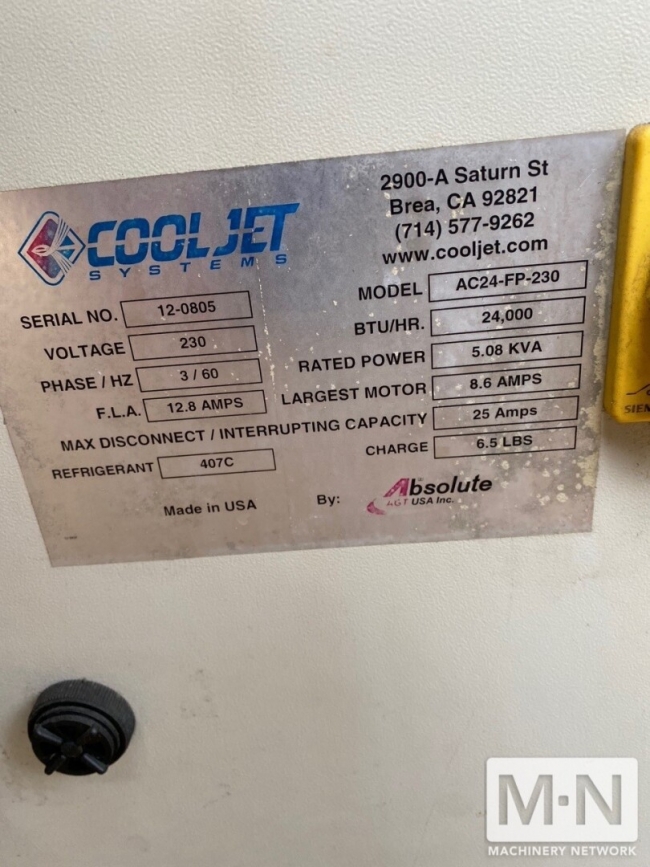 COOLJET
SYSTEMS
2900-A Saturn St
Brea, CA 92821
(714) 577-9262
www.cooljet.com
SERIAL NO. 12-0805
MODEL AC24-FP-230
VOLTAGE 230
BTU/HR. 24,000
PHASE / HZ 3 / 60
RATED POWER 5.08 KVA
F.L.A. 12.8 AMPS
LARGEST MOTOR 8.6 AMPS
MAX DISCONNECT / INTERRUPTING CAPACITY 25 Amps
REFRIGERANT 407C
CHARGE 6.5 LBS
Made in USA
By: Absolute
AGT USA Inc.
M·N
MACHINERY NETWORK